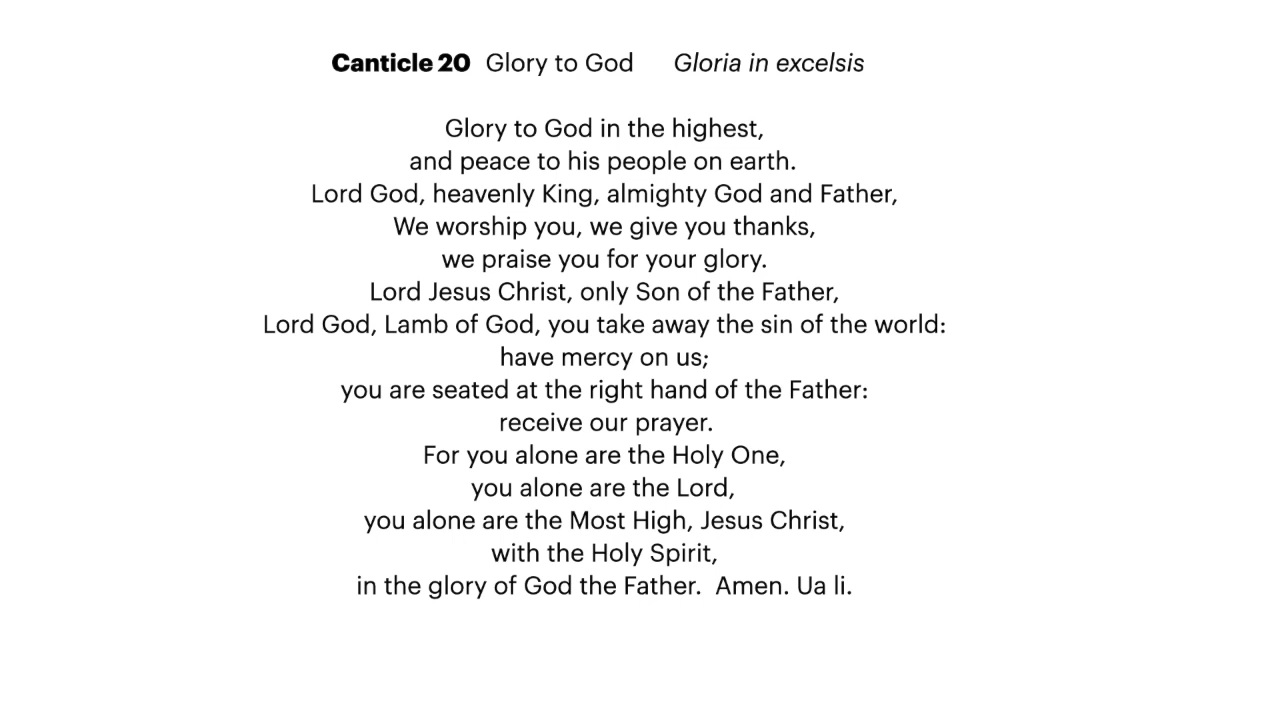 Canticle 20 Glory to God Gloria in excelsis
Glory to God in the highest,
and peace to his people on earth.
Lord God, heavenly King, almighty God and Father,
We worship you, we give you thanks,
we praise you for your glory.
Lord Jesus Christ, only Son of the Father,
Lord God, Lamb of God, you take away the sin of the world:
have mercy on us;
you are seated at the right hand of the Father:
receive our prayer.
For you alone are the Holy One,
you alone are the Lord,
you alone are the Most High, Jesus Christ,
with the Holy Spirit,
in the glory of God the Father. Amen. Ua li.